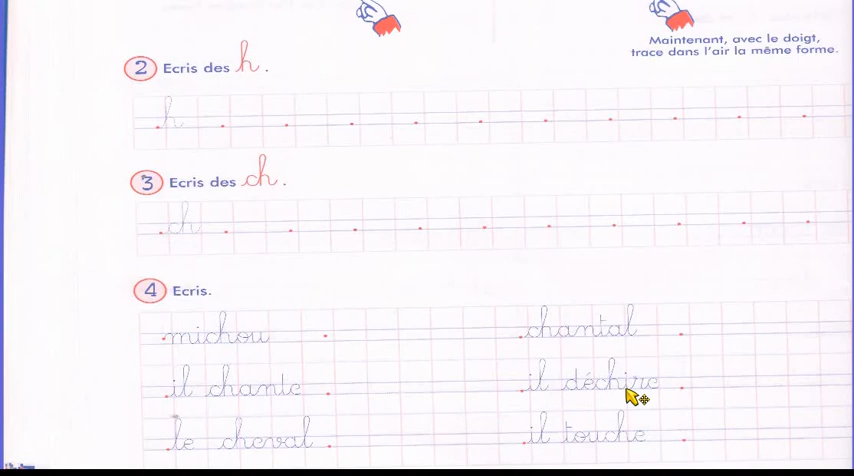 Maintenant, avec le doigt,
trace dans l'air la même forme.
2 Ecris des h.
h
3 Ecris des ch.
ch
4 Ecris.
michou chantal
il chante il déchire
le cheval il touche